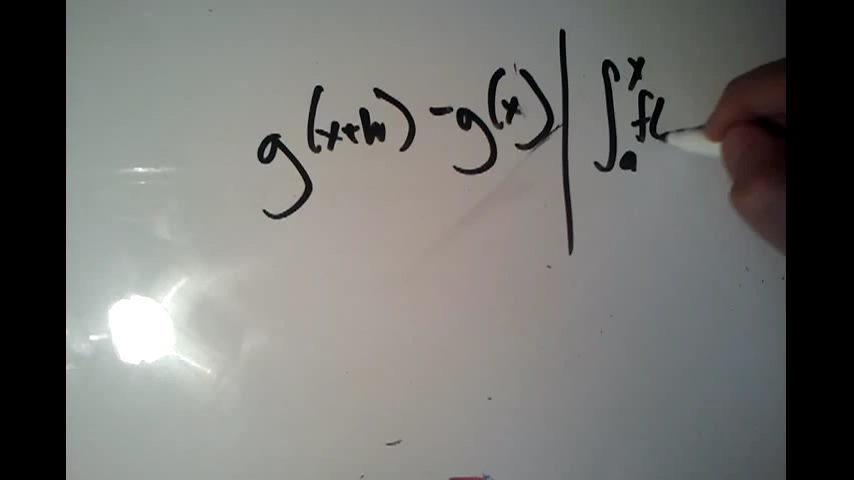 g(x+h) - g(x) | ∫ₐˣ f(